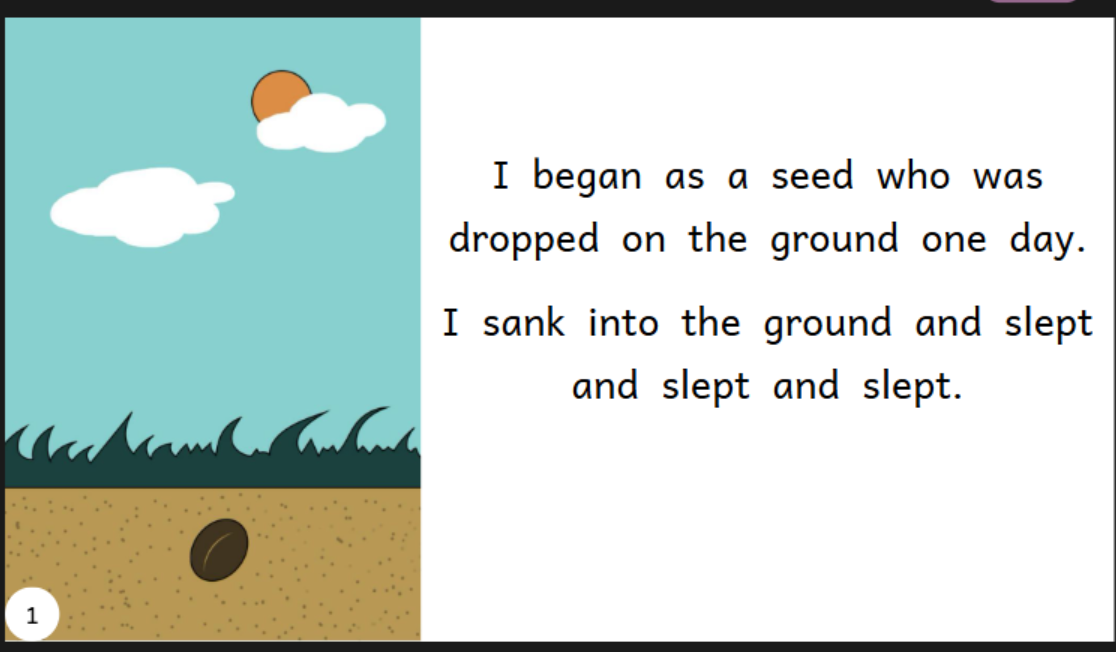 I began as a seed who was
dropped on the ground one day.
I sank into the ground and slept
and slept and slept.
1